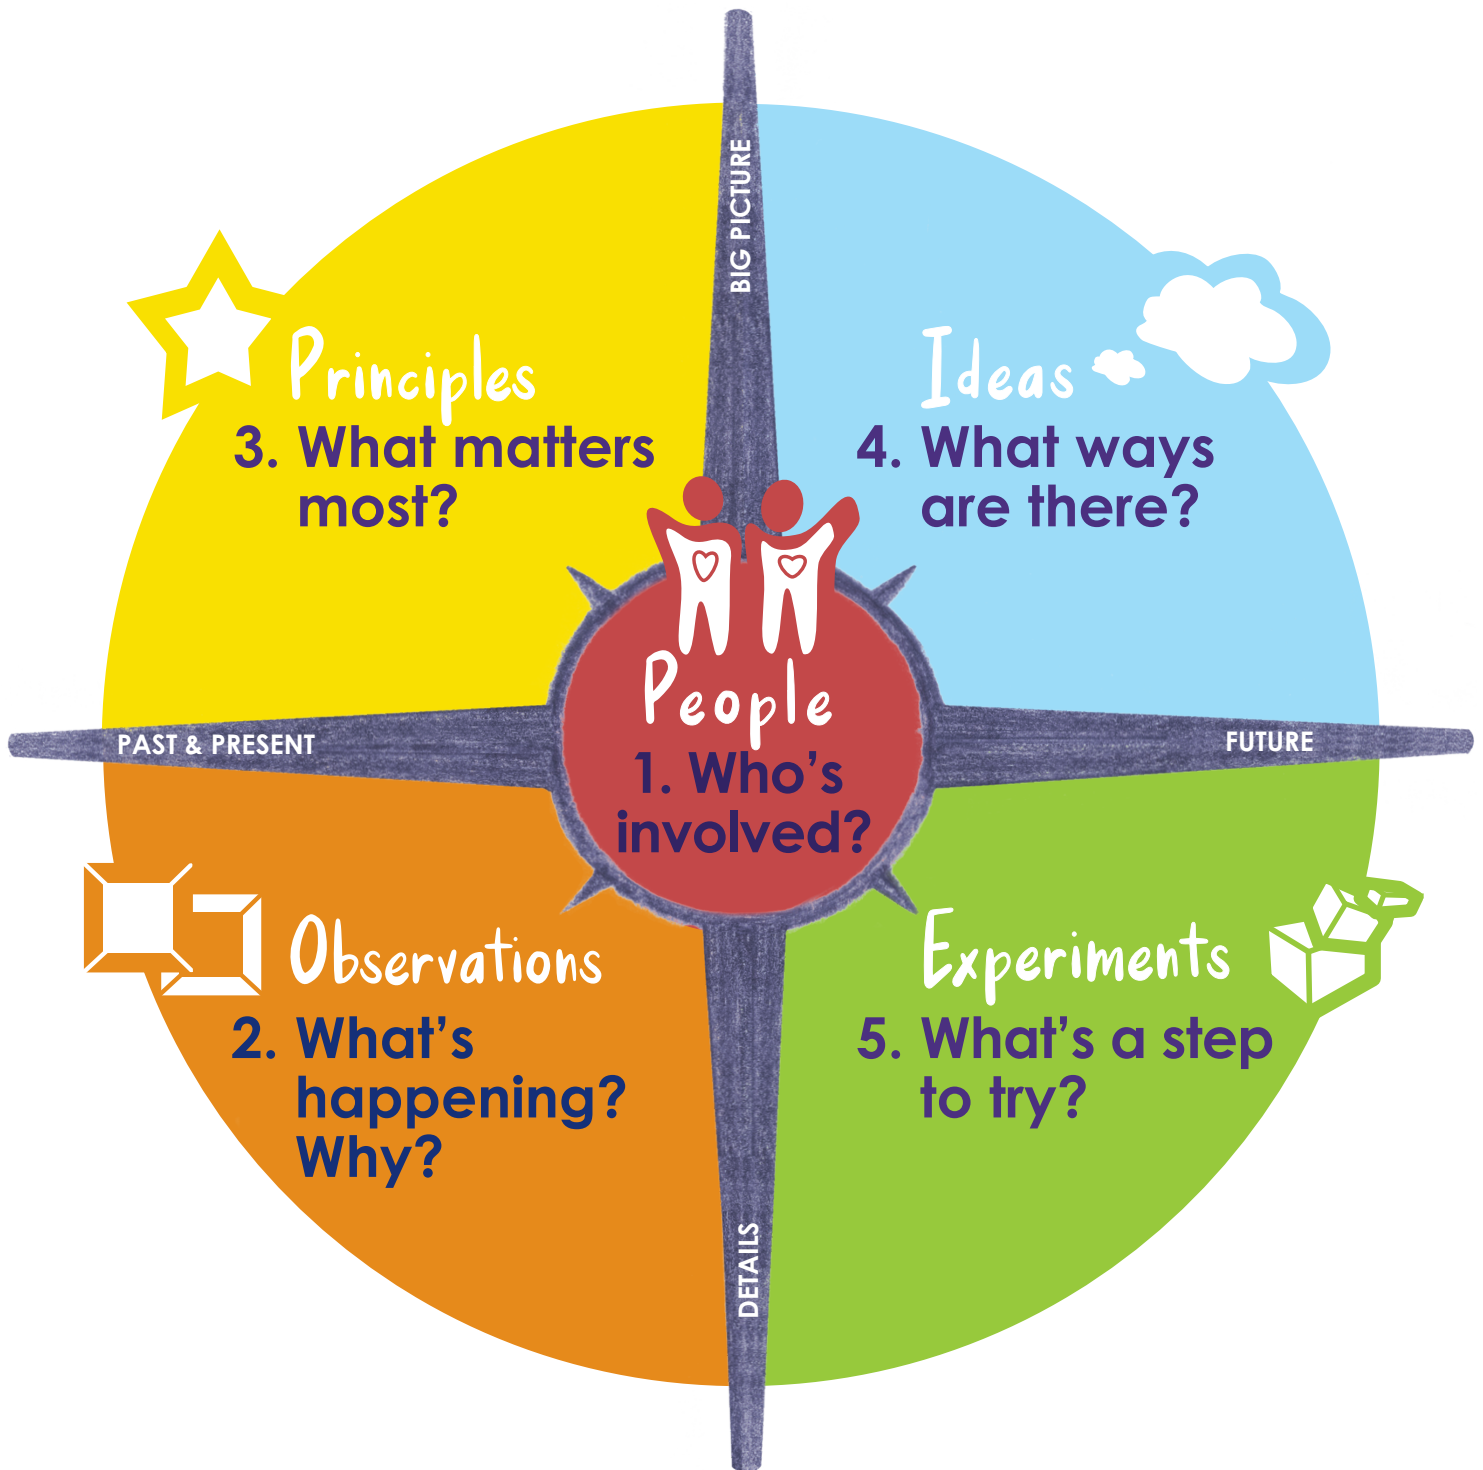 BIG PICTURE
Principles
3. What matters
most?
Ideas
4. What ways
are there?
PAST & PRESENT
People
1. Who's
involved?
FUTURE
Observations
2. What's
happening?
Why?
Experiments
5. What's a step
to try?
DETAILS